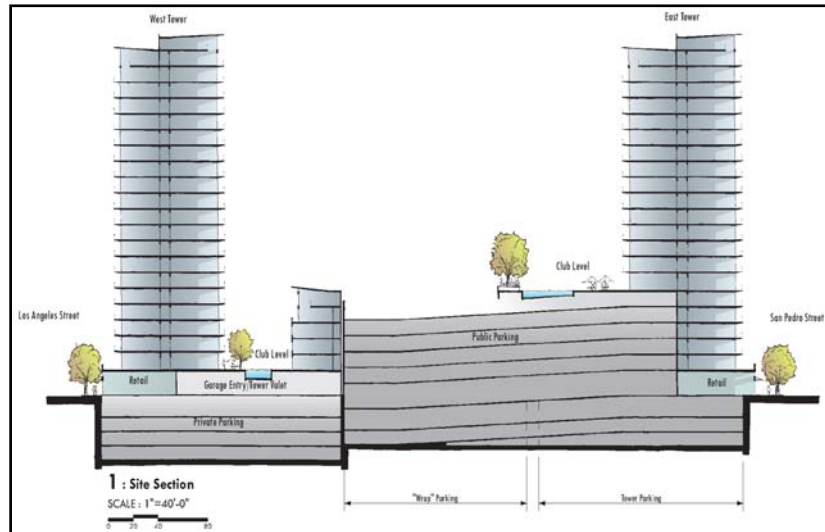 West Tower
East Tower
Los Angeles Street
Club Level
San Pedro Street
Public Parking
Club Level
Retail
Garage Entry/Tower Valet
Retail
Private Parking
1 : Site Section
SCALE : 1"=40'-0"
0 20 40 80
"Wrap" Parking
Tower Parking